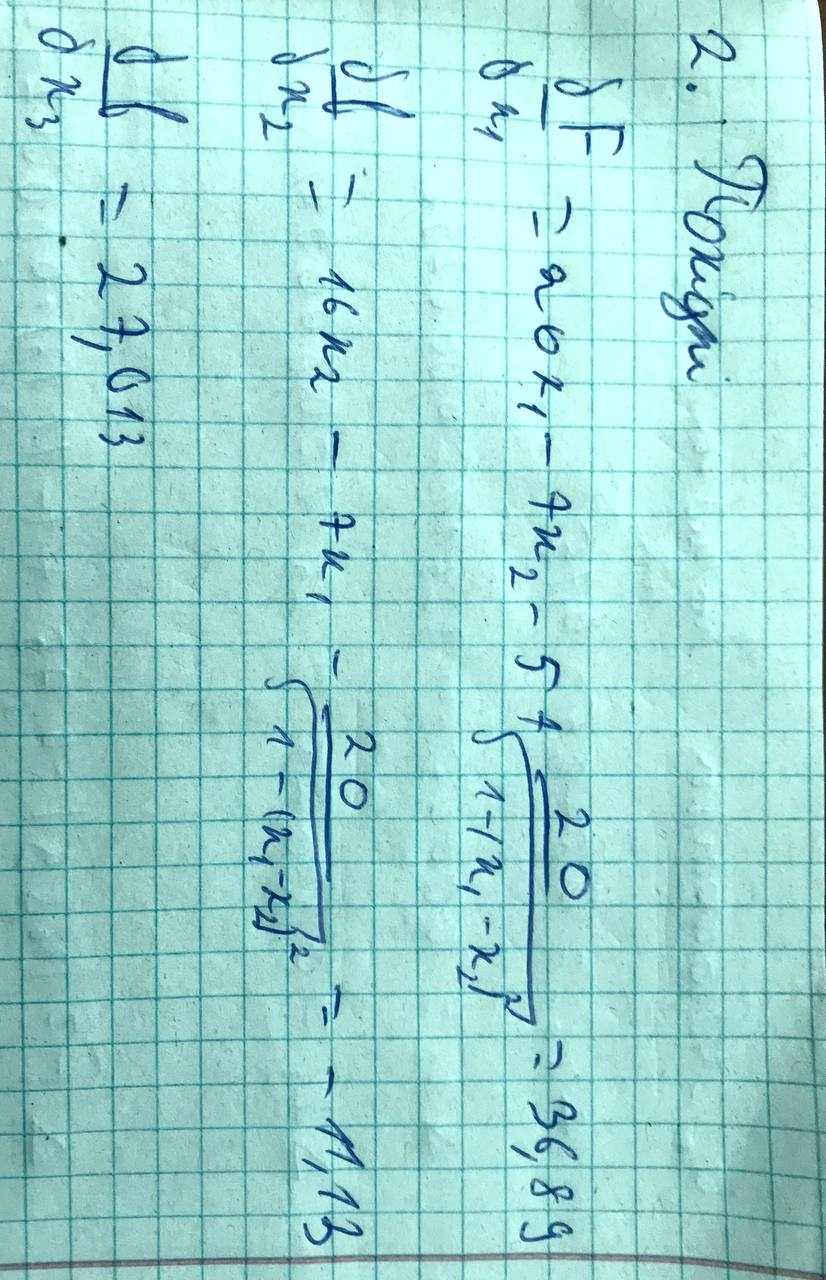 2. Похідні
δF/δx₁ = 20x₁ - 7x₂ - 5 + 20/√(1-(x₁-x₂)²) = 36,89
δf/δx₂ = 16x₂ - 7x₁ - 20/√(1-(x₁-x₂)²) = -11,13
δf/δx₃ = 27,013